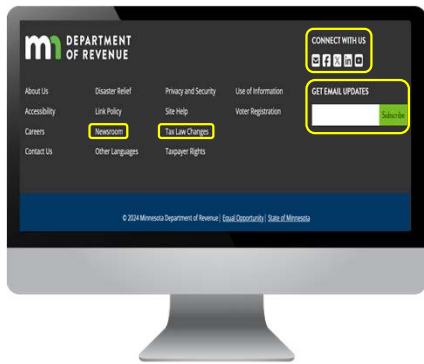 DEPARTMENT
OF REVENUE
CONNECT WITH US
About Us
Disaster Relief
Privacy and Security
Use of Information
GET EMAIL UPDATES
Accessibility
Link Policy
Site Help
Voter Registration
Subscribe
Careers
Newsroom
Tax Law Changes
Contact Us
Other Languages
Taxpayer Rights
© 2024 Minnesota Department of Revenue | Equal Opportunity | State of Minnesota